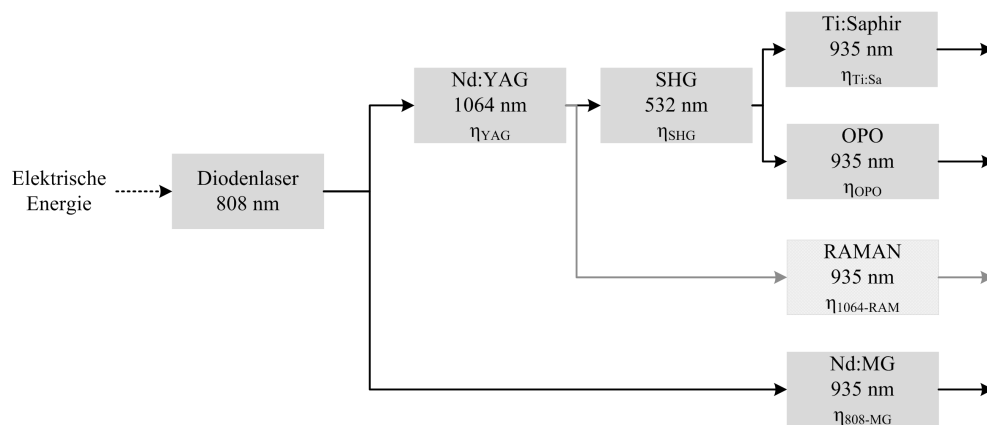 Elektrische
Energie
Diodenlaser
808 nm
Nd:YAG
1064 nm
ηYAG
SHG
532 nm
ηSHG
Ti:Saphir
935 nm
ηTi:Sa
OPO
935 nm
ηOPO
RAMAN
935 nm
η1064-RAM
Nd:MG
935 nm
η808-MG